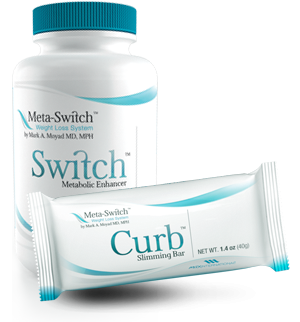 Meta-Switch™
Weight Loss System
by Mark A. Moyad MD, MPH
Switch™
Metabolic Enhancer
Meta-Switch™
Weight Loss System
by Mark A. Moyad MD, MPH
Curb™
Slimming Bar
NET WT. 1.4 oz (40g)